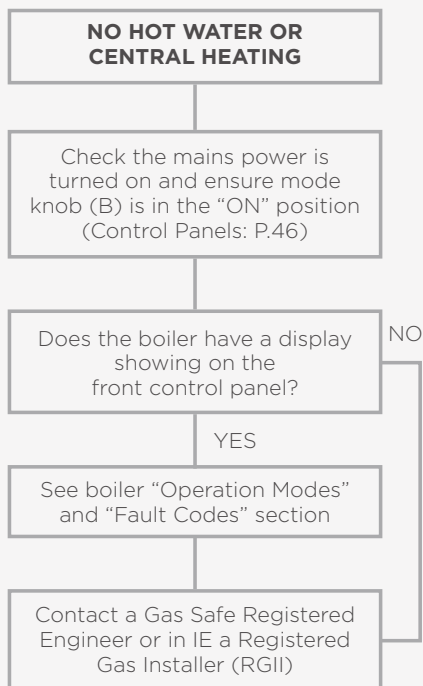 NO HOT WATER OR
CENTRAL HEATING
Check the mains power is
turned on and ensure mode
knob (B) is in the “ON” position
(Control Panels: P.46)
Does the boiler have a display
showing on the
front control panel?
NO
YES
See boiler “Operation Modes”
and “Fault Codes” section
Contact a Gas Safe Registered
Engineer or in IE a Registered
Gas Installer (RGII)